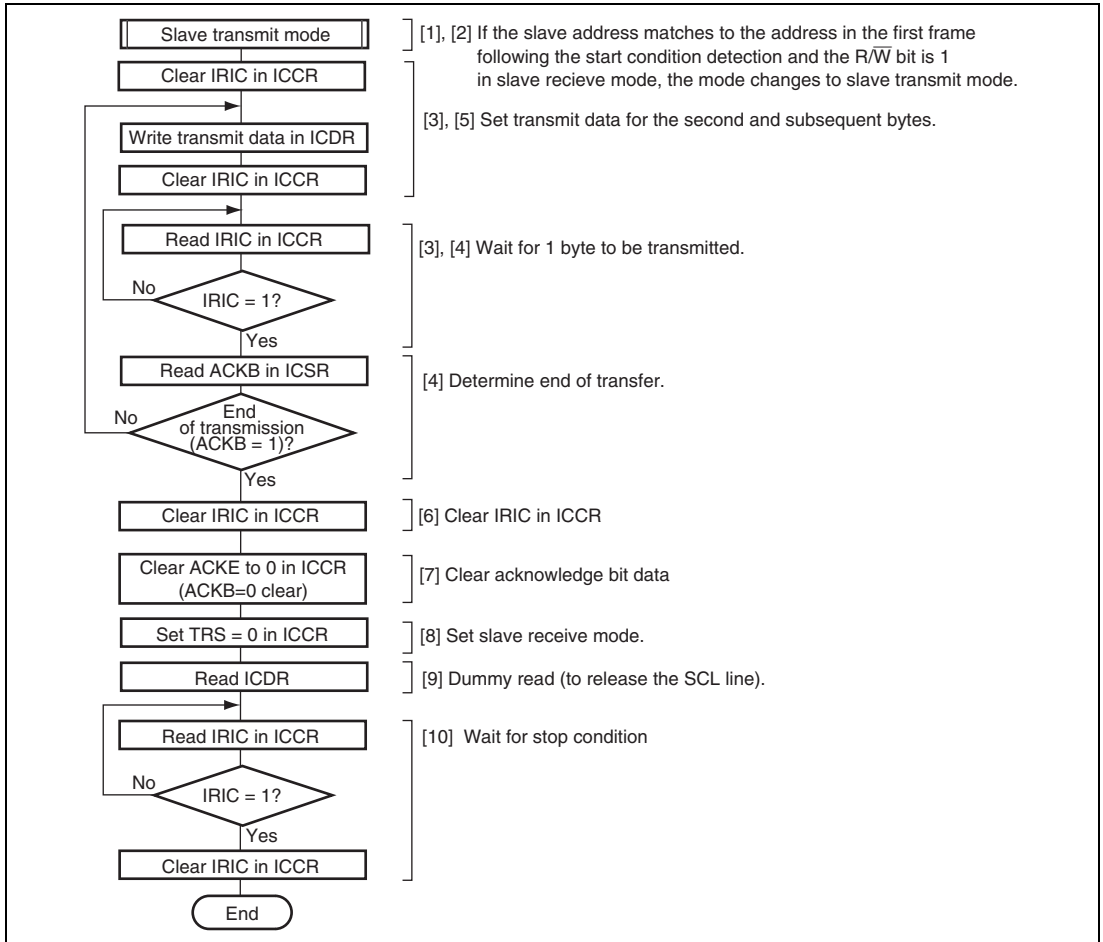 Slave transmit mode
[1], [2] If the slave address matches to the address in the first frame
following the start condition detection and the R/W̅ bit is 1
in slave recieve mode, the mode changes to slave transmit mode.
Clear IRIC in ICCR
[3], [5] Set transmit data for the second and subsequent bytes.
Write transmit data in ICDR
Clear IRIC in ICCR
Read IRIC in ICCR
[3], [4] Wait for 1 byte to be transmitted.
No
IRIC = 1?
Yes
Read ACKB in ICSR
[4] Determine end of transfer.
No
End
of transmission
(ACKB = 1)?
Yes
Clear IRIC in ICCR
[6] Clear IRIC in ICCR
Clear ACKE to 0 in ICCR
(ACKB=0 clear)
[7] Clear acknowledge bit data
Set TRS = 0 in ICCR
[8] Set slave receive mode.
Read ICDR
[9] Dummy read (to release the SCL line).
Read IRIC in ICCR
[10] Wait for stop condition
No
IRIC = 1?
Yes
Clear IRIC in ICCR
End